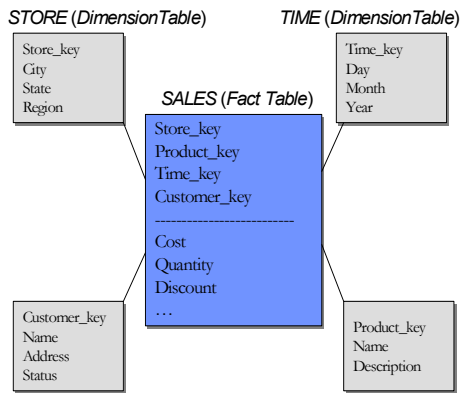 STORE (DimensionTable)
Store_key
City
State
Region
TIME (DimensionTable)
Time_key
Day
Month
Year
SALES (Fact Table)
Store_key
Product_key
Time_key
Customer_key
---------------------------
Cost
Quantity
Discount
…
Customer_key
Name
Address
Status
Product_key
Name
Description